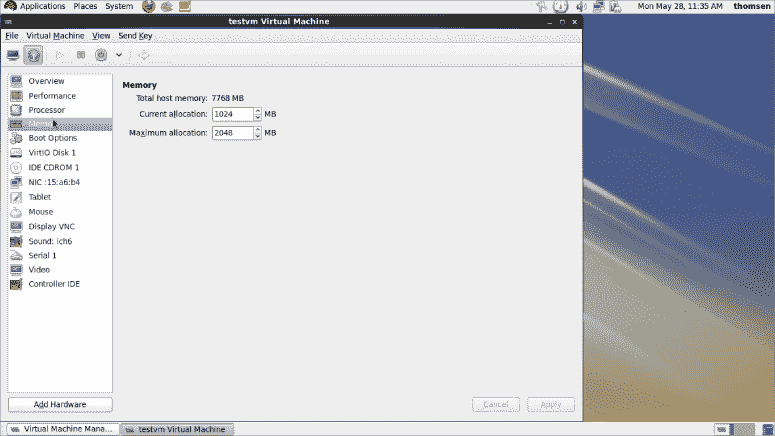 Applications Places System Mon May 28, 11:35 AM thomsen
testvm Virtual Machine
File Virtual Machine View Send Key
Overview
Performance
Processor
Memory
Boot Options
VirtIO Disk 1
IDE CDROM 1
NIC :15:a6:b4
Tablet
Mouse
Display VNC
Sound: ich6
Serial 1
Video
Controller IDE
Add Hardware
Memory
Total host memory: 7768 MB
Current allocation: 1024 MB
Maximum allocation: 2048 MB
Cancel Apply
Virtual Machine Mana... testvm Virtual Machine